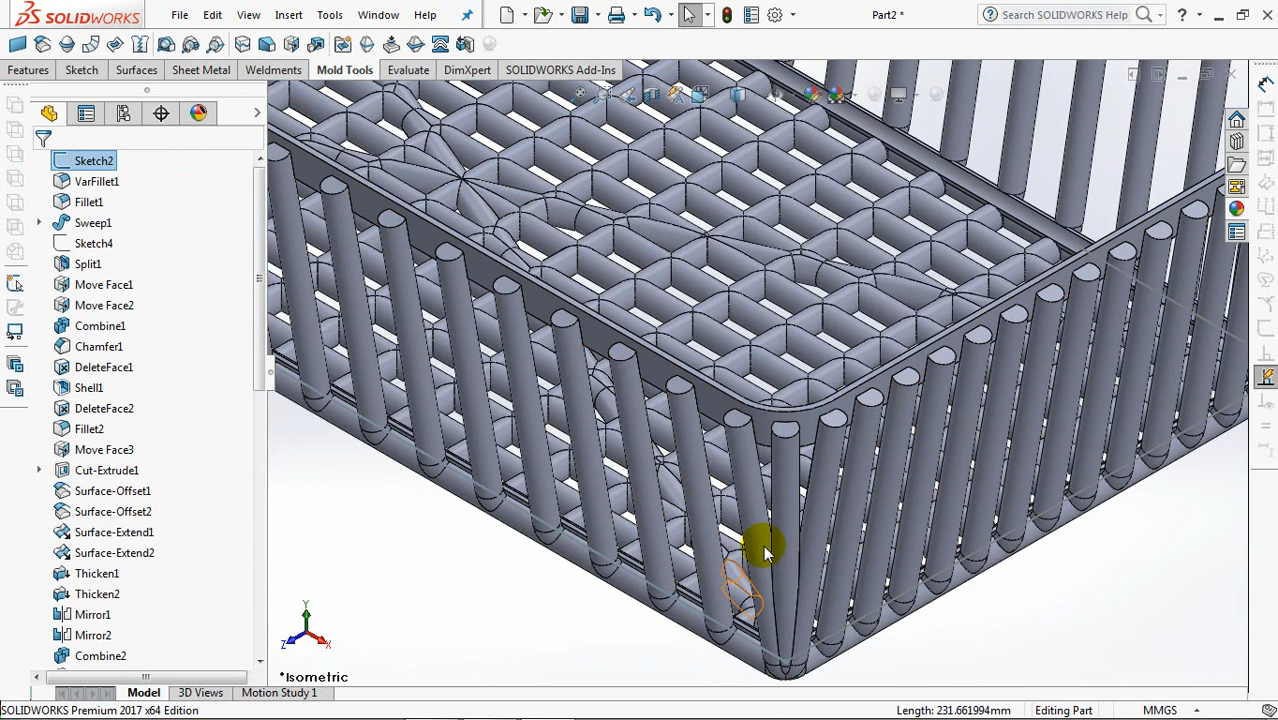 SOLIDWORKS
File Edit View Insert Tools Window Help
Part2 *
Search SOLIDWORKS Help
Features Sketch Surfaces Sheet Metal Weldments Mold Tools Evaluate DimXpert SOLIDWORKS Add-Ins
Sketch2
VarFillet1
Fillet1
Sweep1
Sketch4
Split1
Move Face1
Move Face2
Combine1
Chamfer1
DeleteFace1
Shell1
DeleteFace2
Fillet2
Move Face3
Cut-Extrude1
Surface-Offset1
Surface-Offset2
Surface-Extend1
Surface-Extend2
Thicken1
Thicken2
Mirror1
Mirror2
Combine2
Y
Z
X
*Isometric
Model 3D Views Motion Study 1
SOLIDWORKS Premium 2017 x64 Edition
Length: 231.661994mm Editing Part MMGS